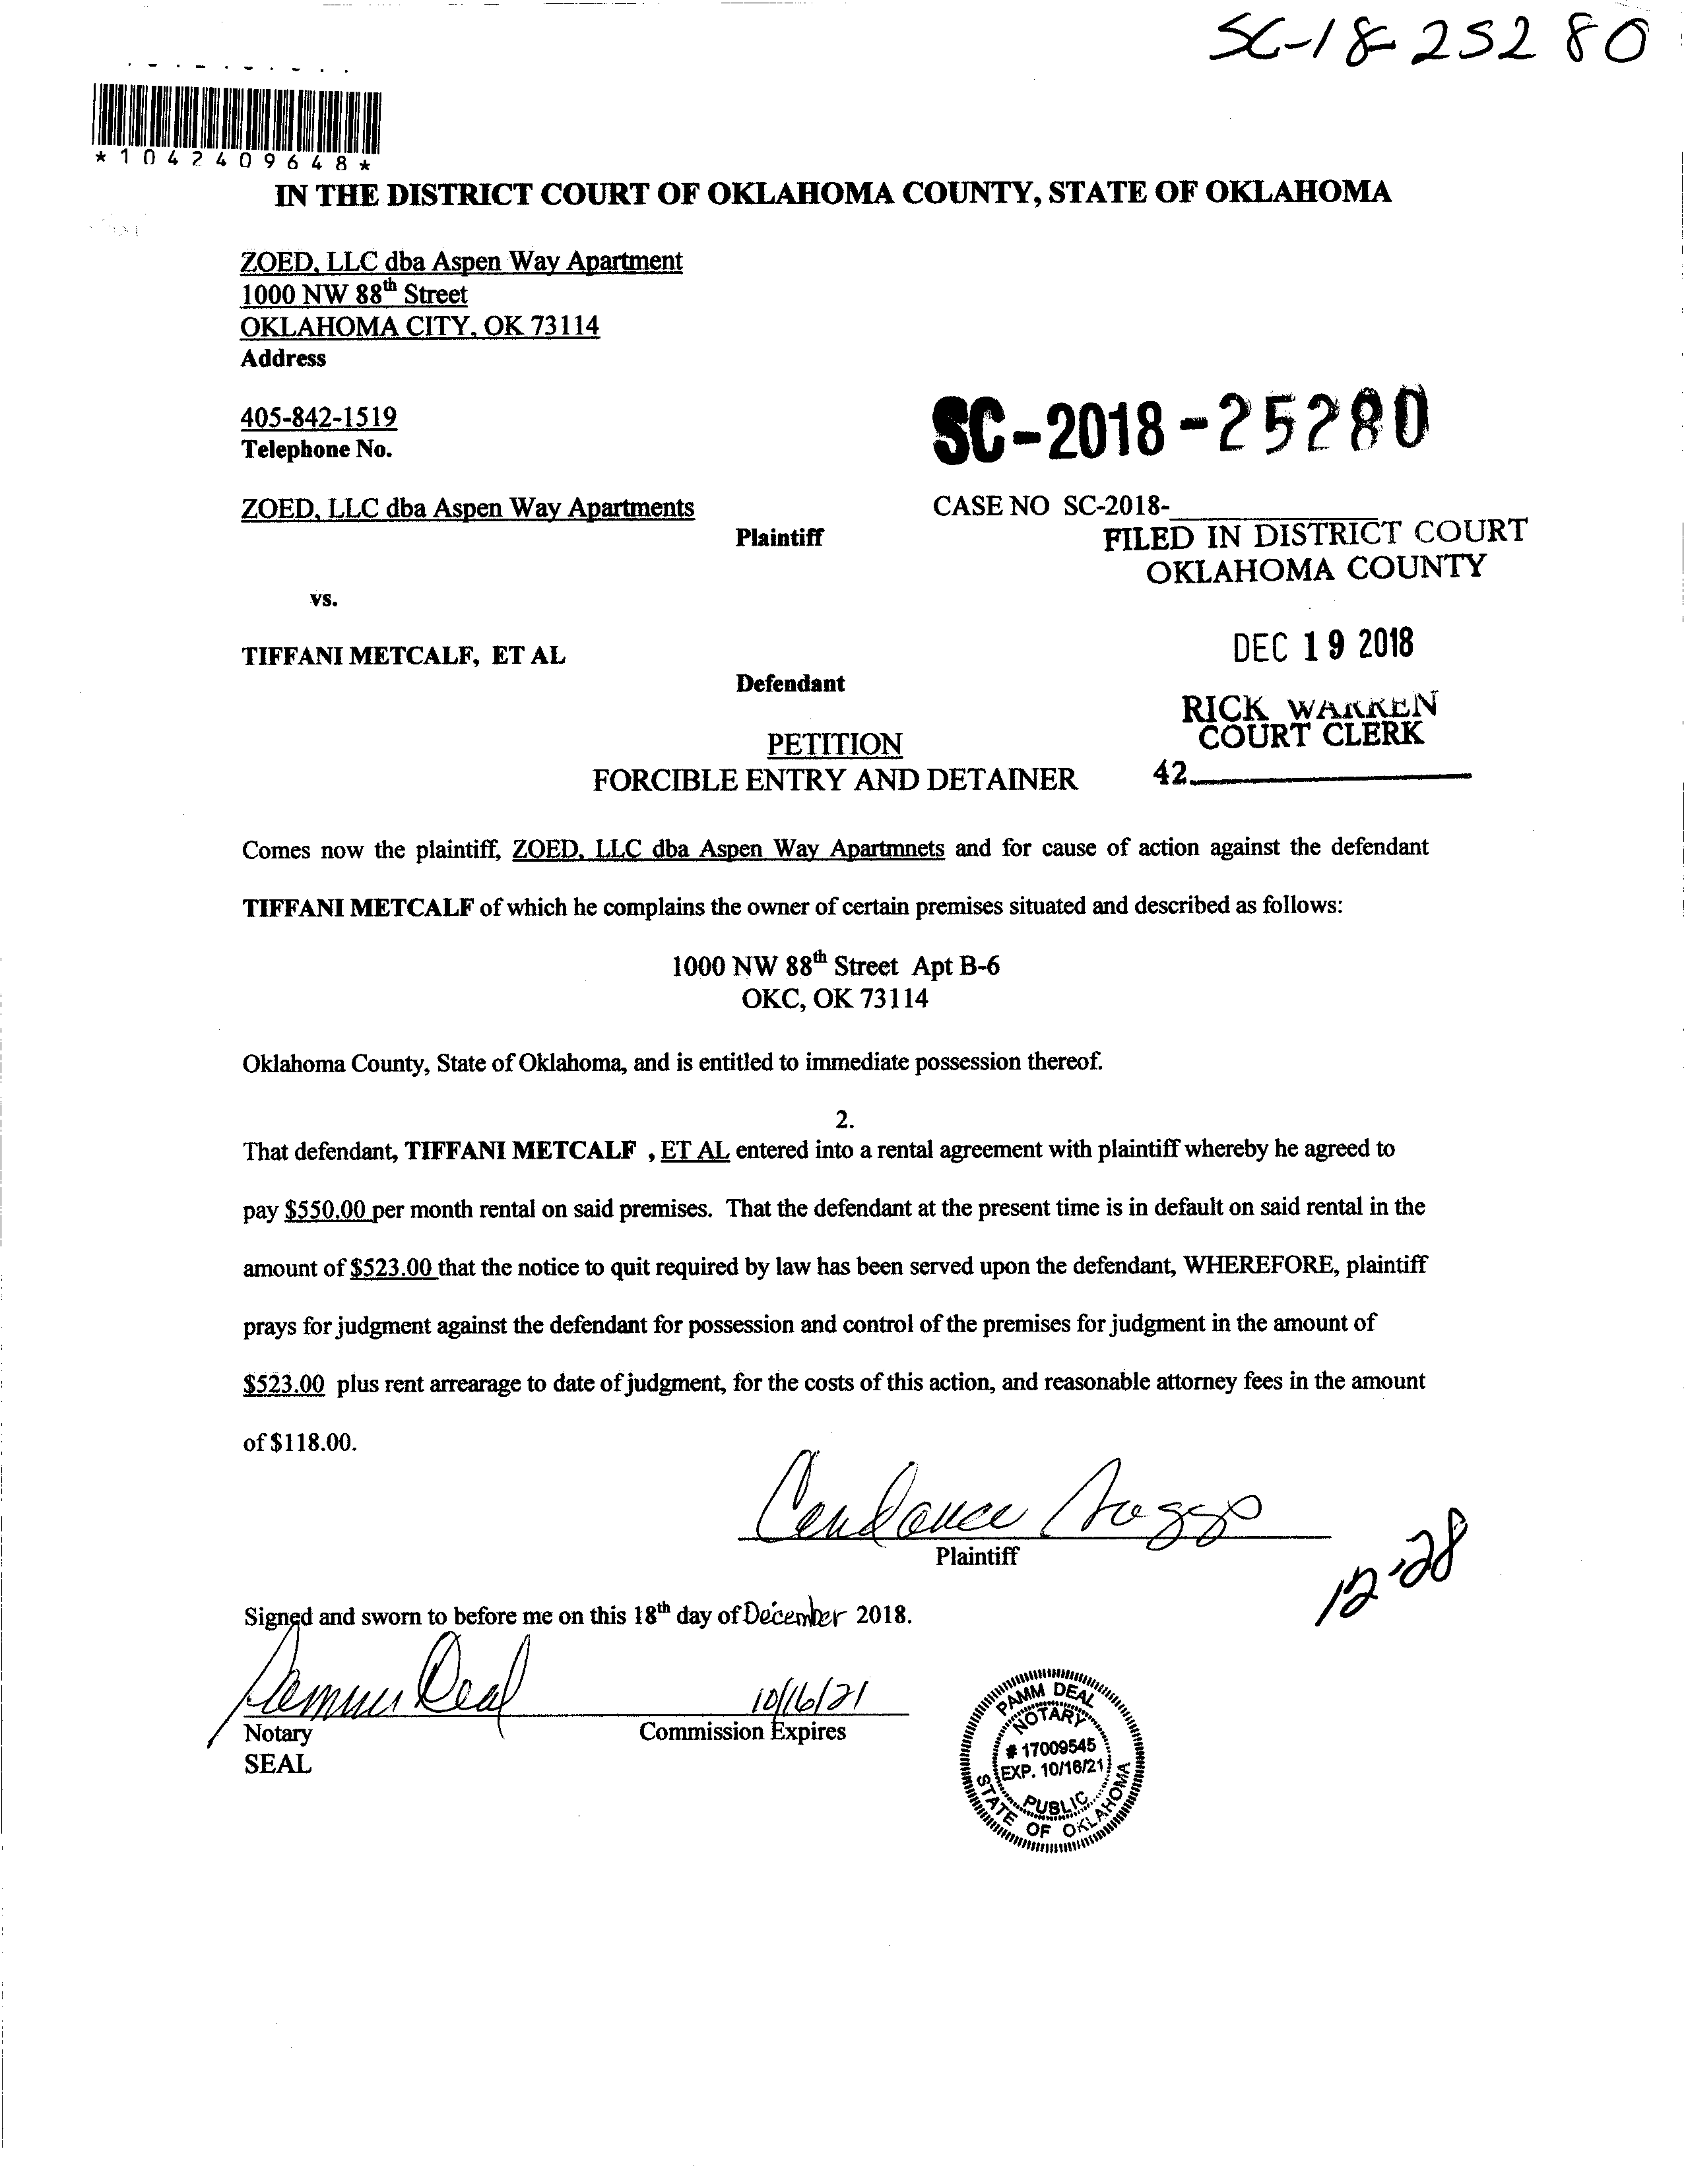 SC-18-25280
*1042409648*
IN THE DISTRICT COURT OF OKLAHOMA COUNTY, STATE OF OKLAHOMA
ZOED, LLC dba Aspen Way Apartment
1000 NW 88th Street
OKLAHOMA CITY, OK 73114
Address
405-842-1519
Telephone No.
SC-2018-25280
ZOED, LLC dba Aspen Way Apartments
CASE NO SC-2018-
Plaintiff
FILED IN DISTRICT COURT
OKLAHOMA COUNTY
vs.
DEC 19 2018
TIFFANI METCALF, ET AL
Defendant
RICK WARREN
COURT CLERK
42
PETITION
FORCIBLE ENTRY AND DETAINER
Comes now the plaintiff, ZOED, LLC dba Aspen Way Apartmnets and for cause of action against the defendant
TIFFANI METCALF of which he complains the owner of certain premises situated and described as follows:
1000 NW 88th Street Apt B-6
OKC, OK 73114
Oklahoma County, State of Oklahoma, and is entitled to immediate possession thereof.
2.
That defendant, TIFFANI METCALF , ET AL entered into a rental agreement with plaintiff whereby he agreed to
pay $550.00 per month rental on said premises. That the defendant at the present time is in default on said rental in the
amount of $523.00 that the notice to quit required by law has been served upon the defendant, WHEREFORE, plaintiff
prays for judgment against the defendant for possession and control of the premises for judgment in the amount of
$523.00 plus rent arrearage to date of judgment, for the costs of this action, and reasonable attorney fees in the amount
of $118.00.
Candance
Plaintiff
12-28
Signed and sworn to before me on this 18th day of December 2018.
Deal
10/16/21
Notary
Commission Expires
SEAL
PAMM DEAL
NOTARY
# 17009545
EXP. 10/16/21
PUBLIC
STATE OF OKLAHOMA